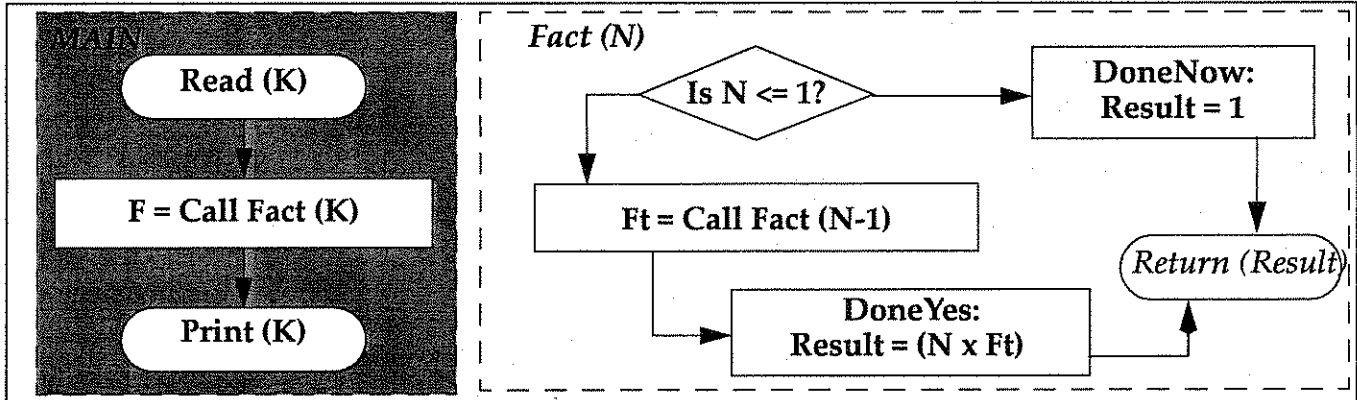 MAIN
Read (K)
F = Call Fact (K)
Print (K)
Fact (N)
Is N <= 1?
DoneNow:
Result = 1
Ft = Call Fact (N-1)
DoneYes:
Result = (N x Ft)
Return (Result)